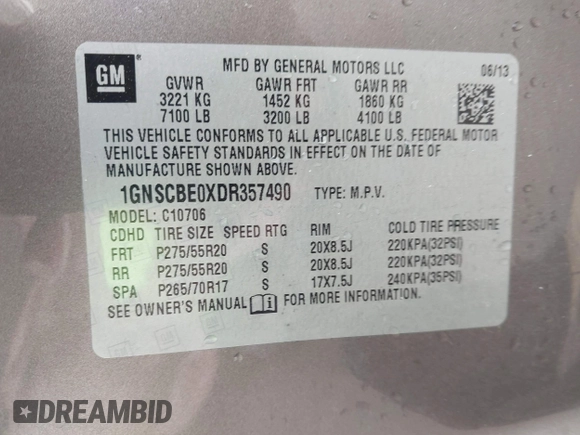 GM
MFD BY GENERAL MOTORS LLC 06/13
GVWR GAWR FRT GAWR RR
3221 KG 1452 KG 1860 KG
7100 LB 3200 LB 4100 LB
THIS VEHICLE CONFORMS TO ALL APPLICABLE U.S. FEDERAL MOTOR
VEHICLE SAFETY STANDARDS IN EFFECT ON THE DATE OF
MANUFACTURE SHOWN ABOVE.
1GNSCBE0XDR357490 TYPE: M.P.V.
MODEL: C10706
CDHD TIRE SIZE SPEED RTG RIM COLD TIRE PRESSURE
FRT P275/55R20 S 20X8.5J 220KPA(32PSI)
RR P275/55R20 S 20X8.5J 220KPA(32PSI)
SPA P265/70R17 S 17X7.5J 240KPA(35PSI)
SEE OWNER'S MANUAL i FOR MORE INFORMATION.
DREAMBID